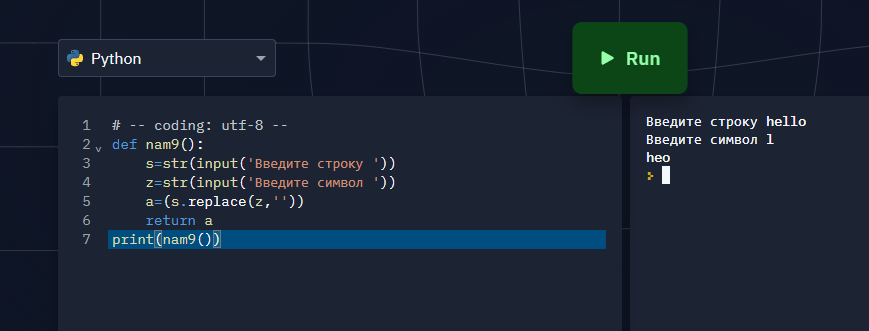 Python
Run
1 # -- coding: utf-8 --
2 def nam9():
3 s=str(input('Введите строку '))
4 z=str(input('Введите символ '))
5 a=(s.replace(z,''))
6 return a
7 print(nam9())
Введите строку hello
Введите символ l
heo